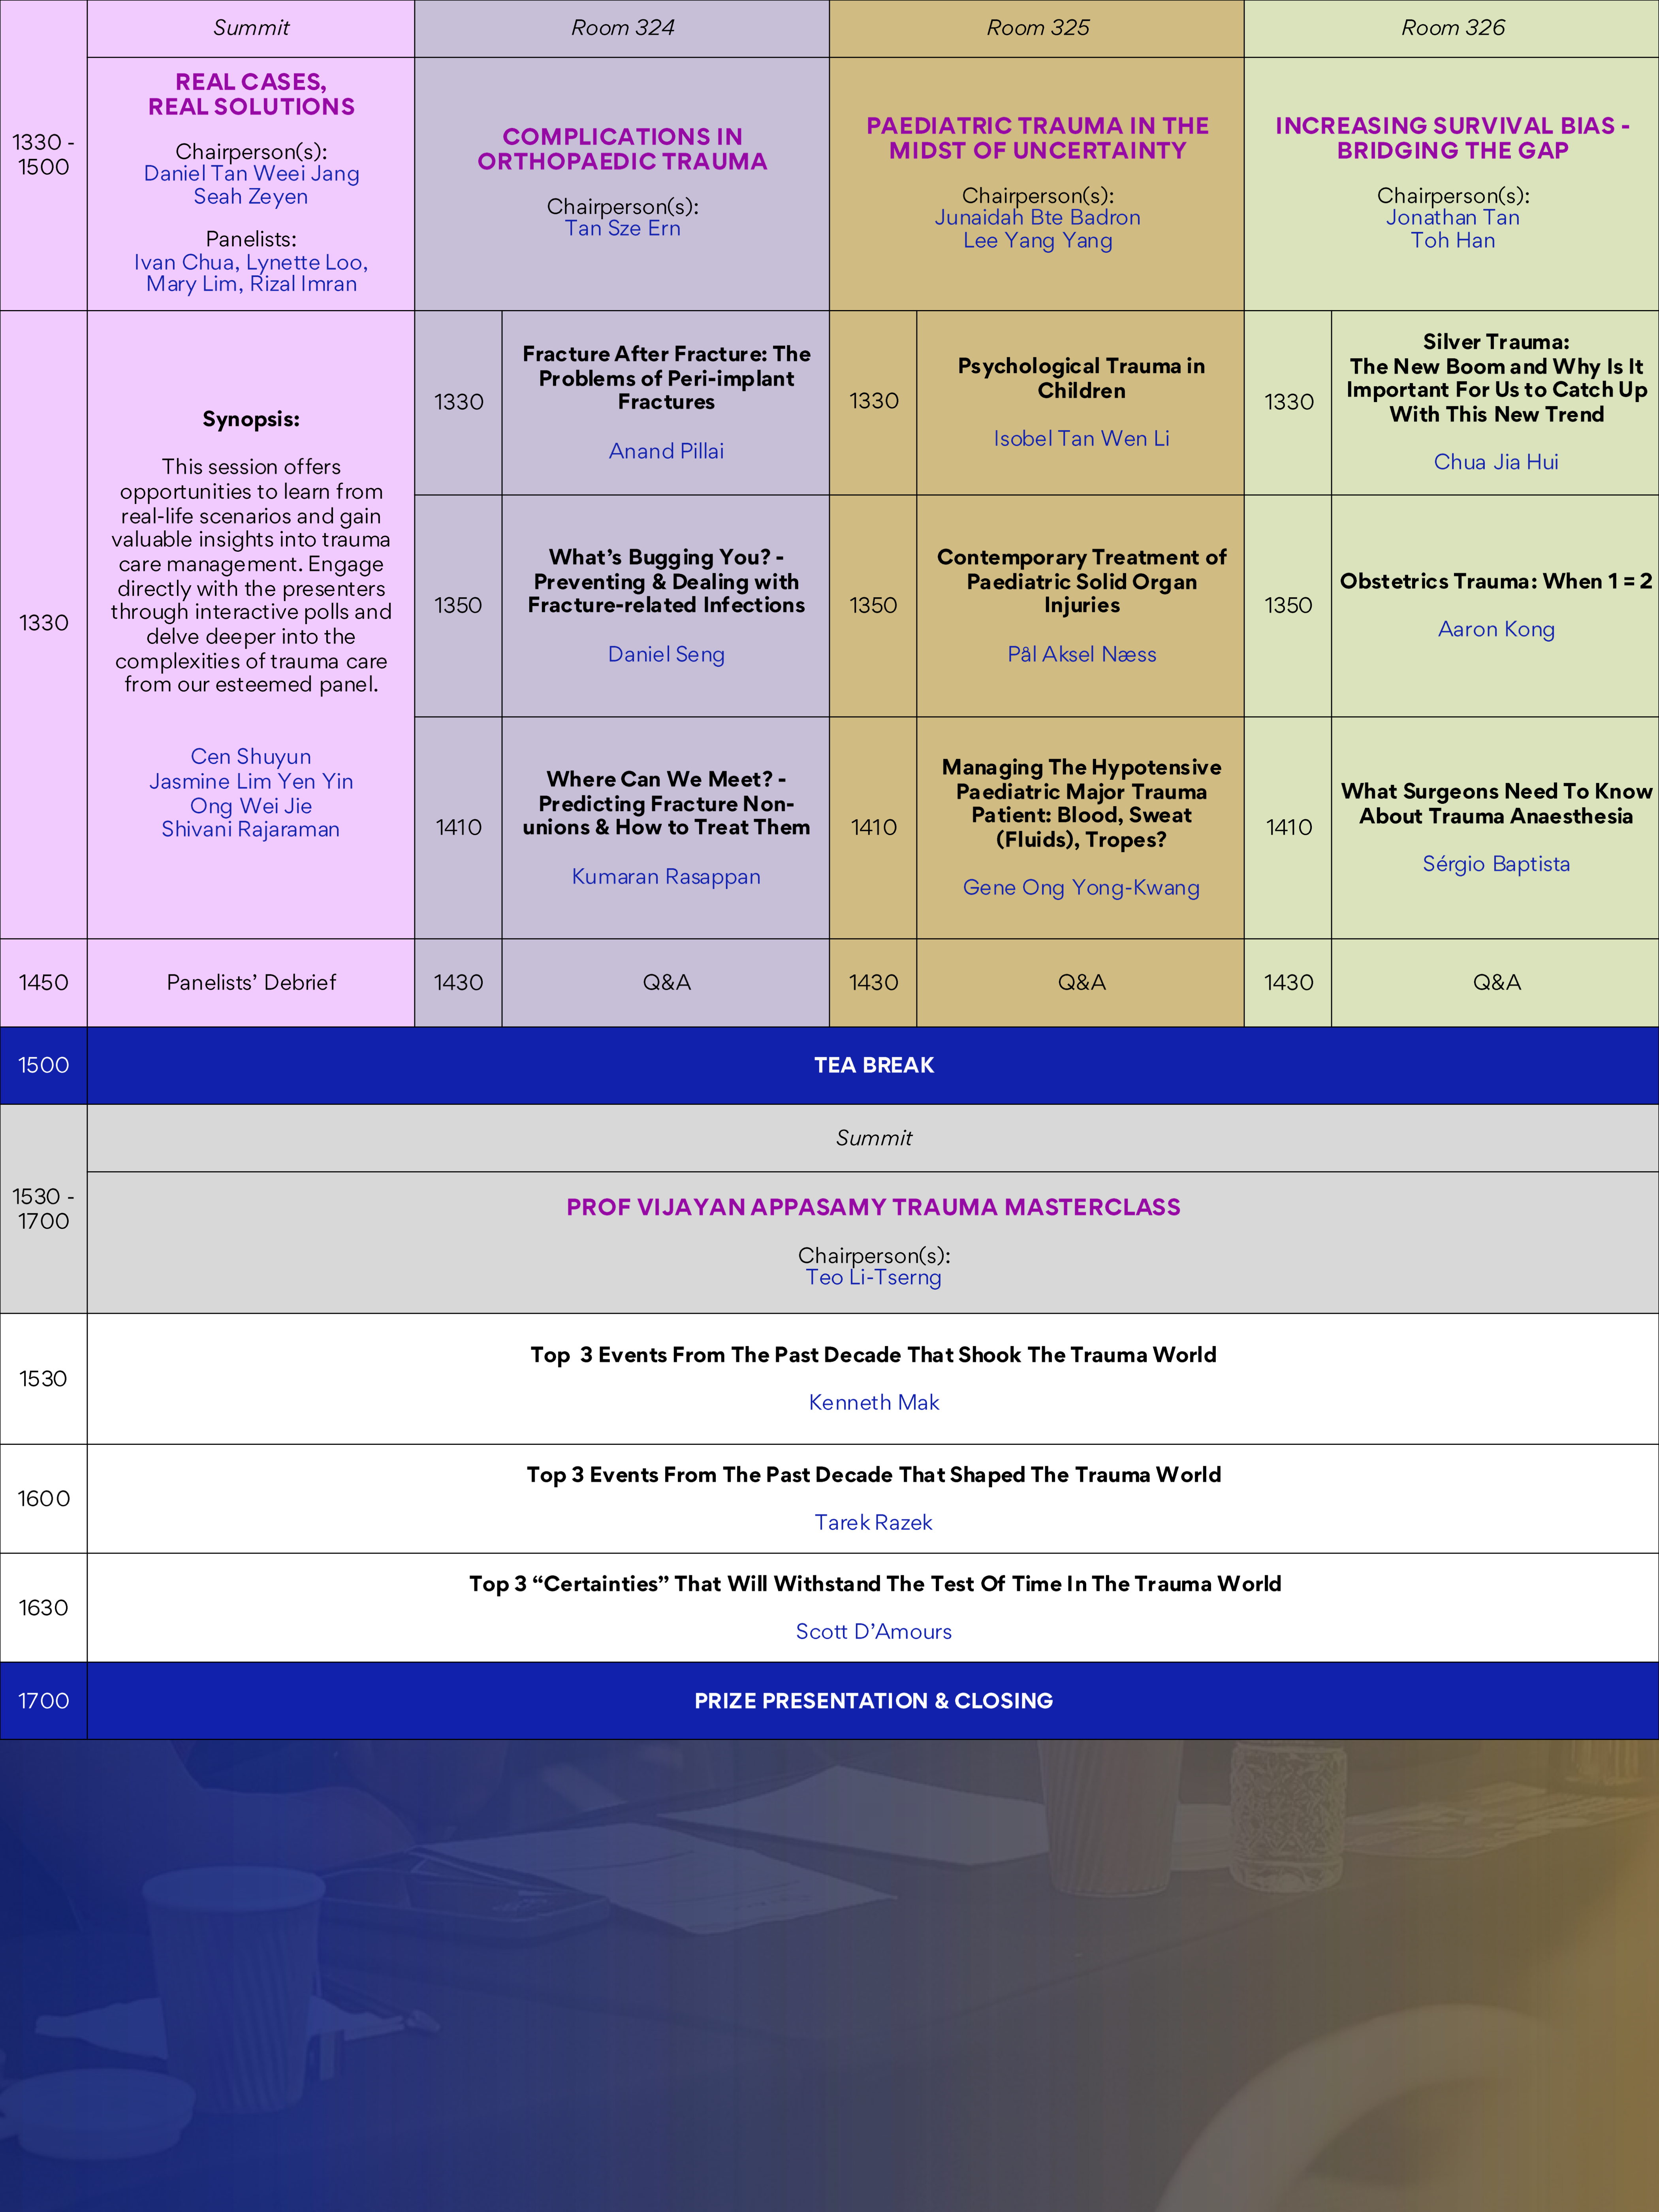 Summit
Room 324
Room 325
Room 326
1330 -
1500
REAL CASES,
REAL SOLUTIONS
Chairperson(s):
Daniel Tan Weei Jang
Seah Zeyen
Panelists:
Ivan Chua, Lynette Loo,
Mary Lim, Rizal Imran
COMPLICATIONS IN
ORTHOPAEDIC TRAUMA
Chairperson(s):
Tan Sze Ern
PAEDIATRIC TRAUMA IN THE
MIDST OF UNCERTAINTY
Chairperson(s):
Junaidah Bte Badron
Lee Yang Yang
INCREASING SURVIVAL BIAS -
BRIDGING THE GAP
Chairperson(s):
Jonathan Tan
Toh Han
1330
Synopsis:
This session offers
opportunities to learn from
real-life scenarios and gain
valuable insights into trauma
care management. Engage
directly with the presenters
through interactive polls and
delve deeper into the
complexities of trauma care
from our esteemed panel.
Cen Shuyun
Jasmine Lim Yen Yin
Ong Wei Jie
Shivani Rajaraman
1330
Fracture After Fracture: The
Problems of Peri-implant
Fractures
Anand Pillai
1330
Psychological Trauma in
Children
Isobel Tan Wen Li
1330
Silver Trauma:
The New Boom and Why Is It
Important For Us to Catch Up
With This New Trend
Chua Jia Hui
1350
What’s Bugging You? -
Preventing & Dealing with
Fracture-related Infections
Daniel Seng
1350
Contemporary Treatment of
Paediatric Solid Organ
Injuries
Pål Aksel Næss
1350
Obstetrics Trauma: When 1 = 2
Aaron Kong
1410
Where Can We Meet? -
Predicting Fracture Non-
unions & How to Treat Them
Kumaran Rasappan
1410
Managing The Hypotensive
Paediatric Major Trauma
Patient: Blood, Sweat
(Fluids), Tropes?
Gene Ong Yong-Kwang
1410
What Surgeons Need To Know
About Trauma Anaesthesia
Sérgio Baptista
1450
Panelists’ Debrief
1430
Q&A
1430
Q&A
1430
Q&A
1500
TEA BREAK
1530 -
1700
Summit
PROF VIJAYAN APPASAMY TRAUMA MASTERCLASS
Chairperson(s):
Teo Li-Tserng
1530
Top 3 Events From The Past Decade That Shook The Trauma World
Kenneth Mak
1600
Top 3 Events From The Past Decade That Shaped The Trauma World
Tarek Razek
1630
Top 3 “Certainties” That Will Withstand The Test Of Time In The Trauma World
Scott D’Amours
1700
PRIZE PRESENTATION & CLOSING